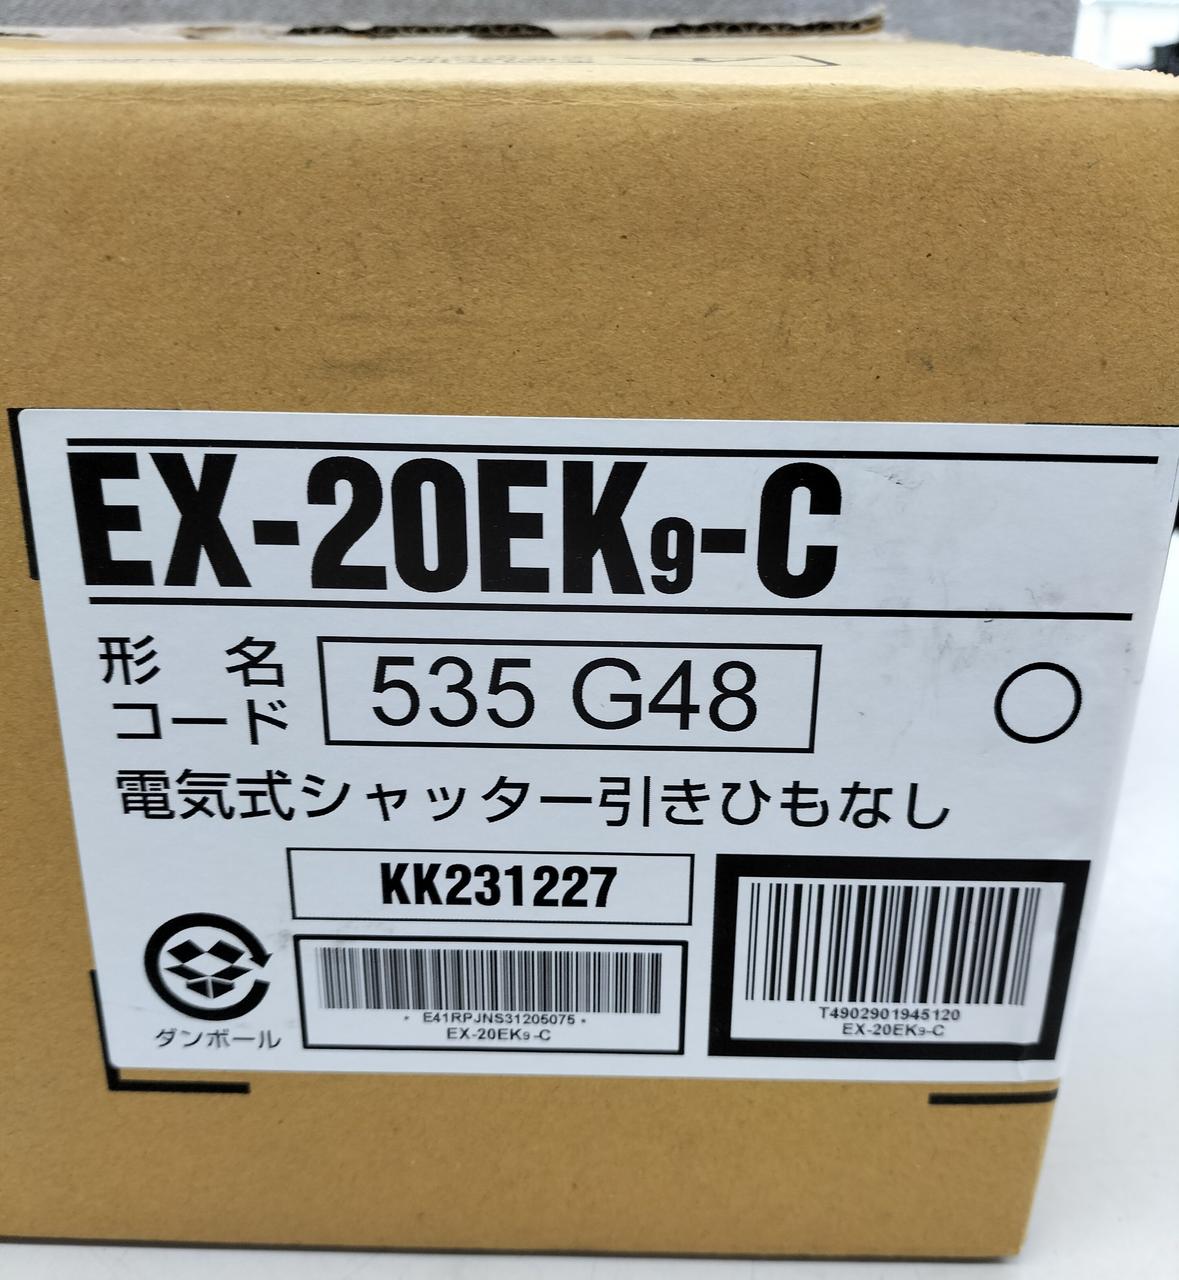 EX-20EK9-C
形 名
コード
535 G48
電気式シャッター引きひもなし
KK231227
* E41RPJNS31205075 *
EX-20EK9-C
T4902901945120
EX-20EK9-C
ダンボール